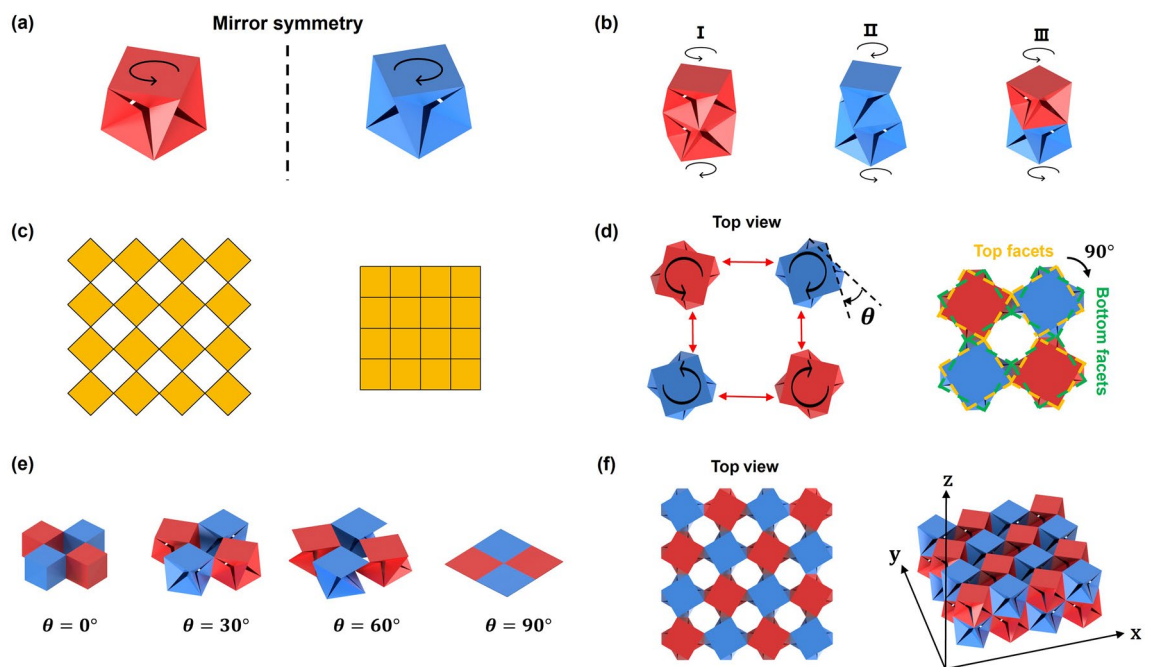 (a)
Mirror symmetry
(b)
I
II
III
(c)
(d)
Top view
θ
Top facets
90°
Bottom facets
(e)
θ = 0°
θ = 30°
θ = 60°
θ = 90°
(f)
Top view
z
y
x